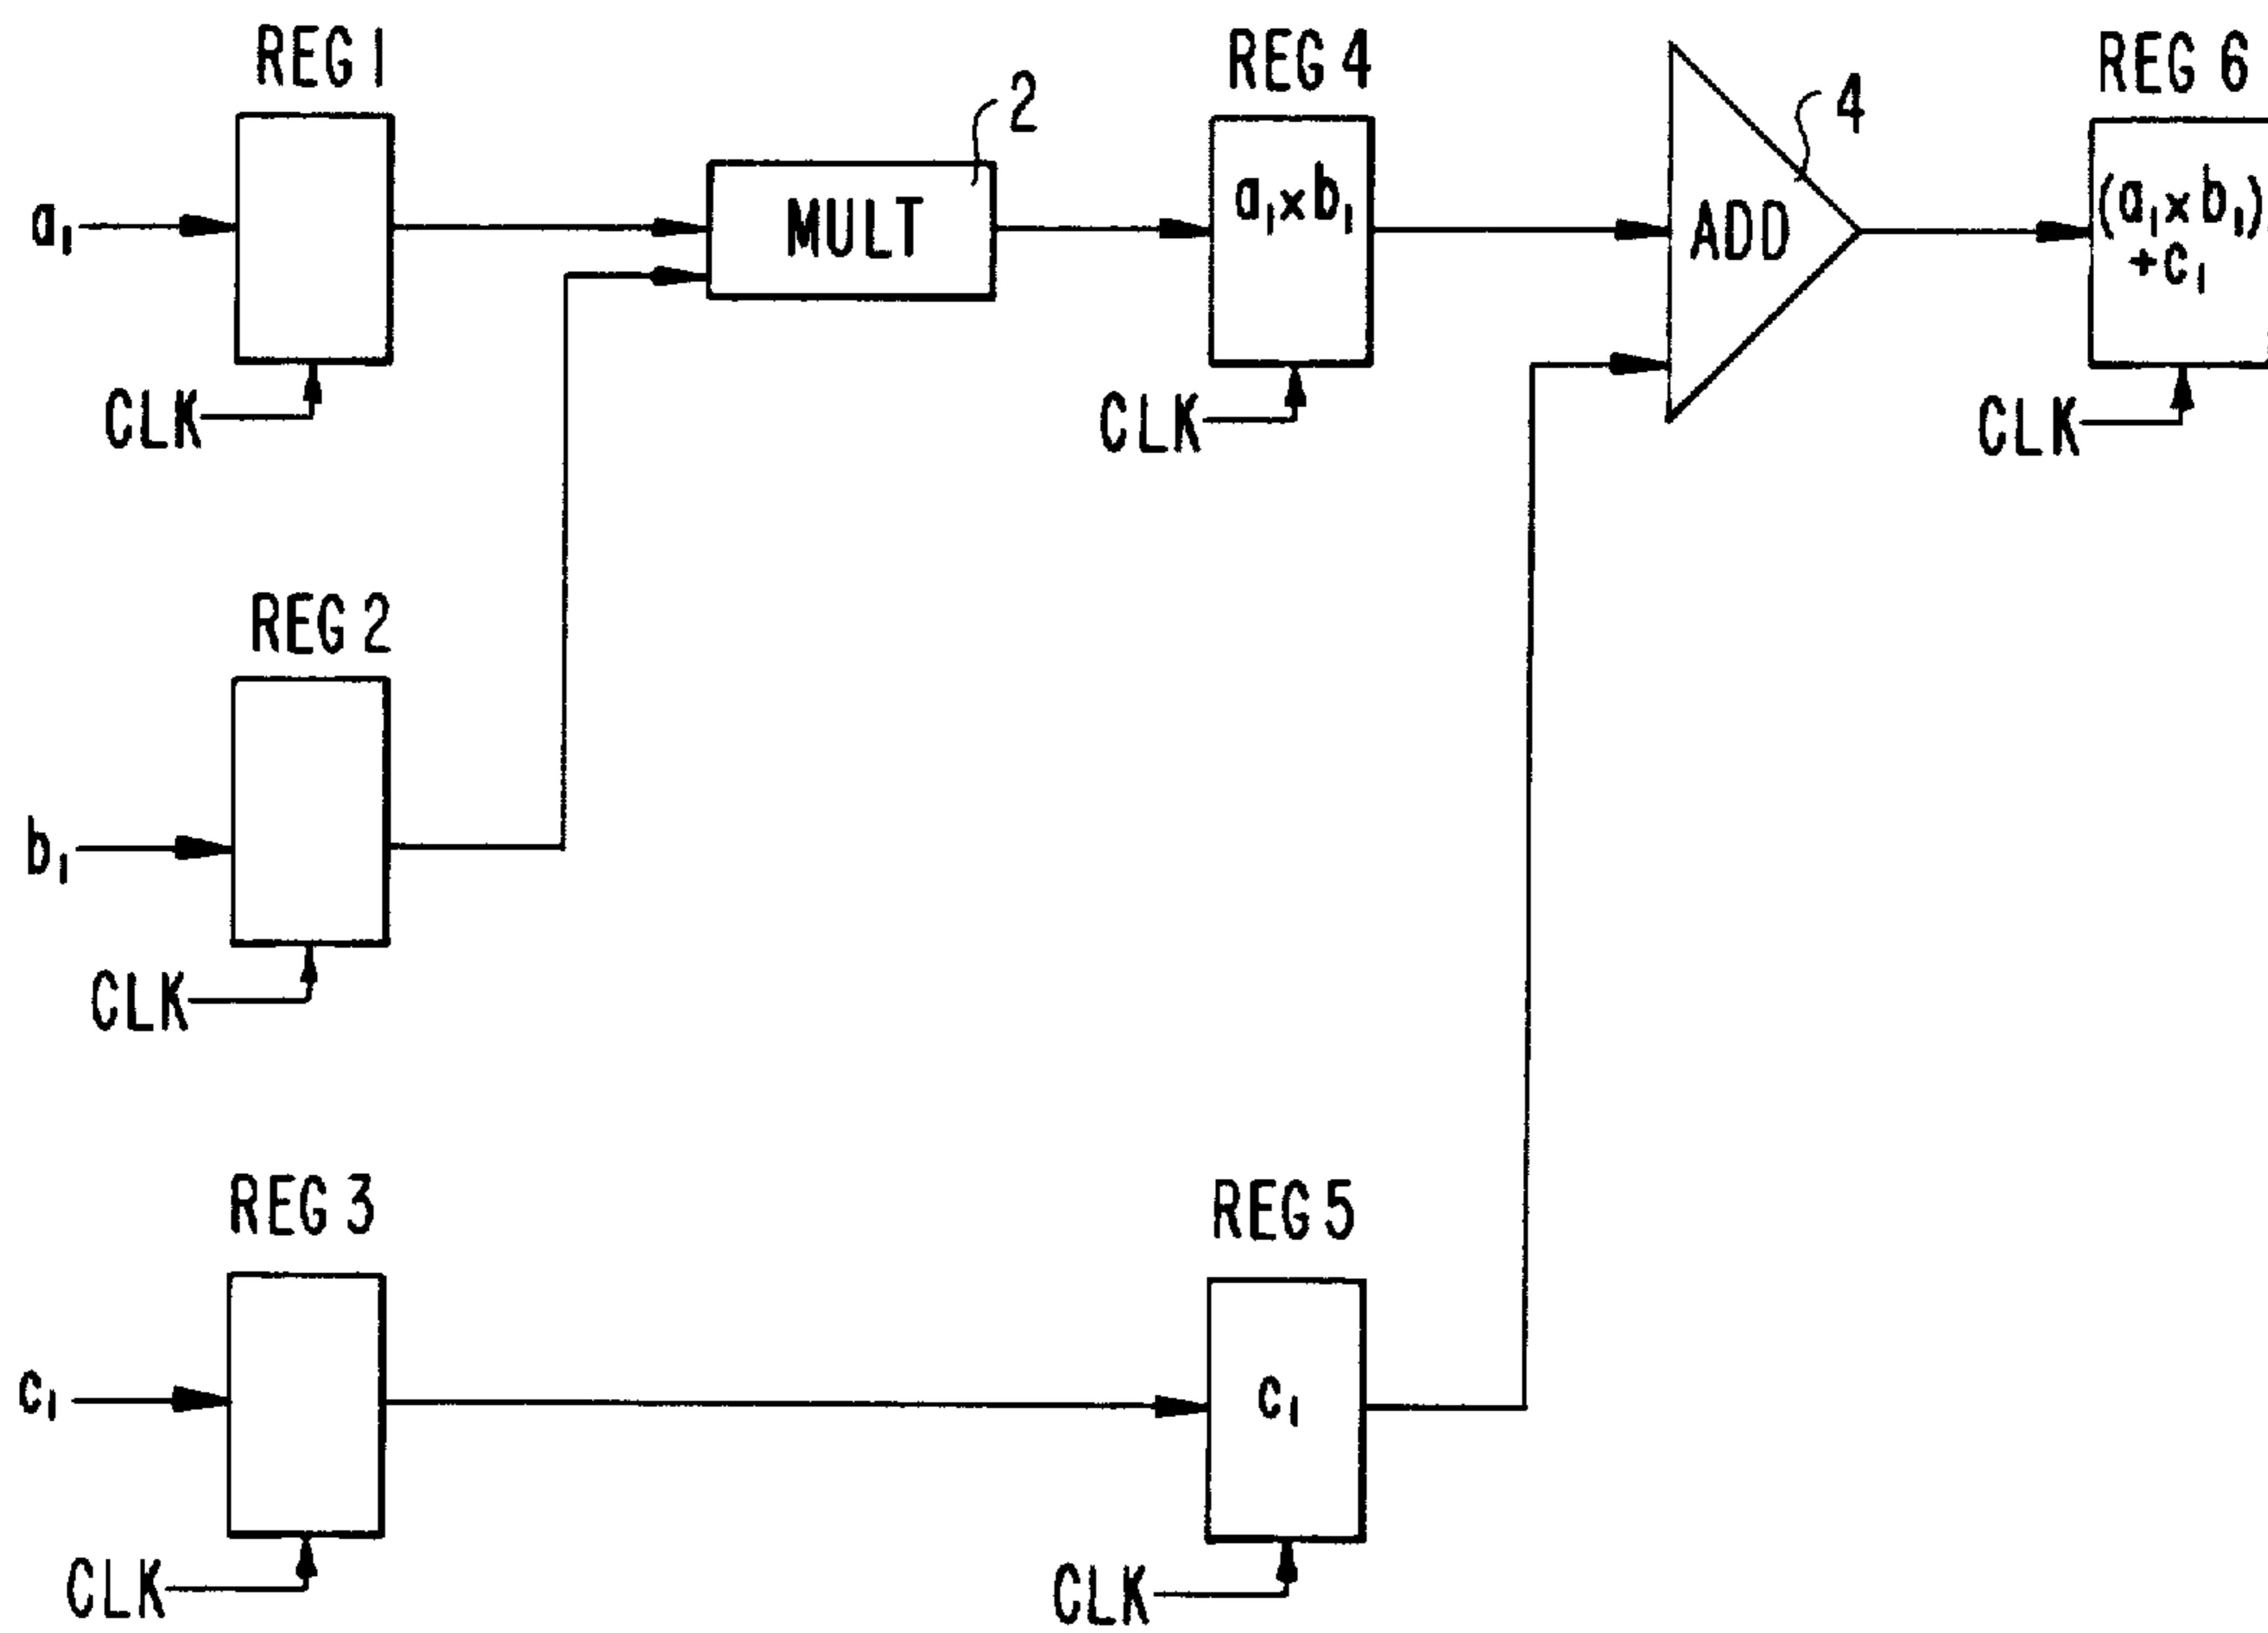 REG 1
REG 4
REG 6
2
4
a₁
MULT
a₁xb₁
ADD
(a₁xb₁)
+c₁
CLK
CLK
CLK
REG 2
b₁
CLK
REG 3
REG 5
c₁
c₁
CLK
CLK